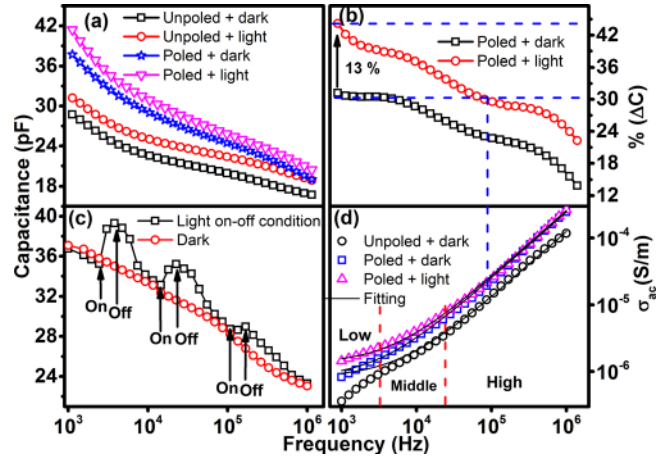 (a)
Unpoled + dark
Unpoled + light
Poled + dark
Poled + light
42
36
30
24
18
Capacitance (pF)
(b)
Poled + dark
Poled + light
13 %
42
36
30
24
18
12
% (ΔC)
(c)
Light on-off condition
Dark
On
Off
On
Off
On
Off
40
36
32
28
24
10³
10⁴
10⁵
10⁶
(d)
Unpoled + dark
Poled + dark
Poled + light
Fitting
Low
Middle
High
10⁻⁴
10⁻⁵
10⁻⁶
σac(S/m)
10³
10⁴
10⁵
10⁶
Frequency (Hz)